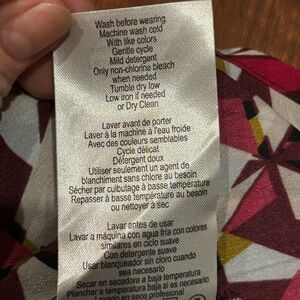 Wash before wearing
Machine wash cold
With like colors
Gentle cycle
Mild detergent
Only non-chlorine bleach
when needed
Tumble dry low
Low iron if needed
or Dry Clean
Laver avant de porter
Laver à la machine à l'eau froide
Avec des couleurs semblables
Cycle délicat
Détergent doux
Utiliser seulement un agent de
blanchiment sans chlore au besoin
Sécher par culbutage à basse température
Repasser à basse température au besoin
ou nettoyer à sec
Lavar antes de usar
Lavar a maquina con agua fria con colores
similares en ciclo suave
Con detergente suave
Usar blanqueador sin cloro cuando
sea necesario
Secar en secadora a baja temperatura
Planchar a temperatura baja si es necesario
en seco profesional